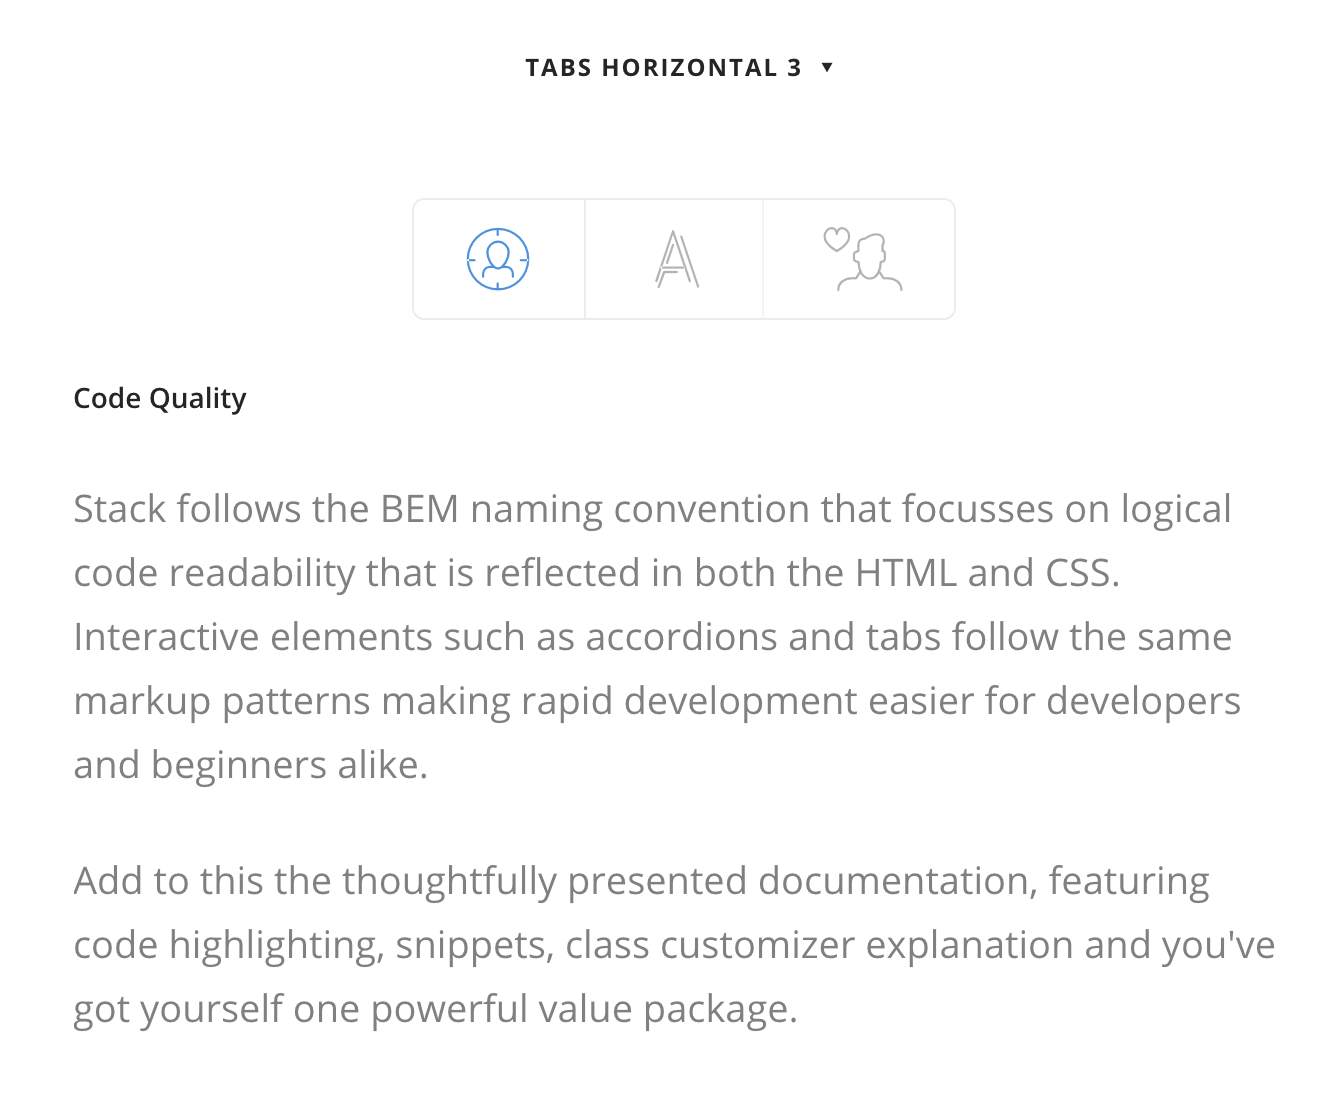 TABS HORIZONTAL 3
Code Quality
Stack follows the BEM naming convention that focusses on logical
code readability that is reflected in both the HTML and CSS.
Interactive elements such as accordions and tabs follow the same
markup patterns making rapid development easier for developers
and beginners alike.
Add to this the thoughtfully presented documentation, featuring
code highlighting, snippets, class customizer explanation and you've
got yourself one powerful value package.